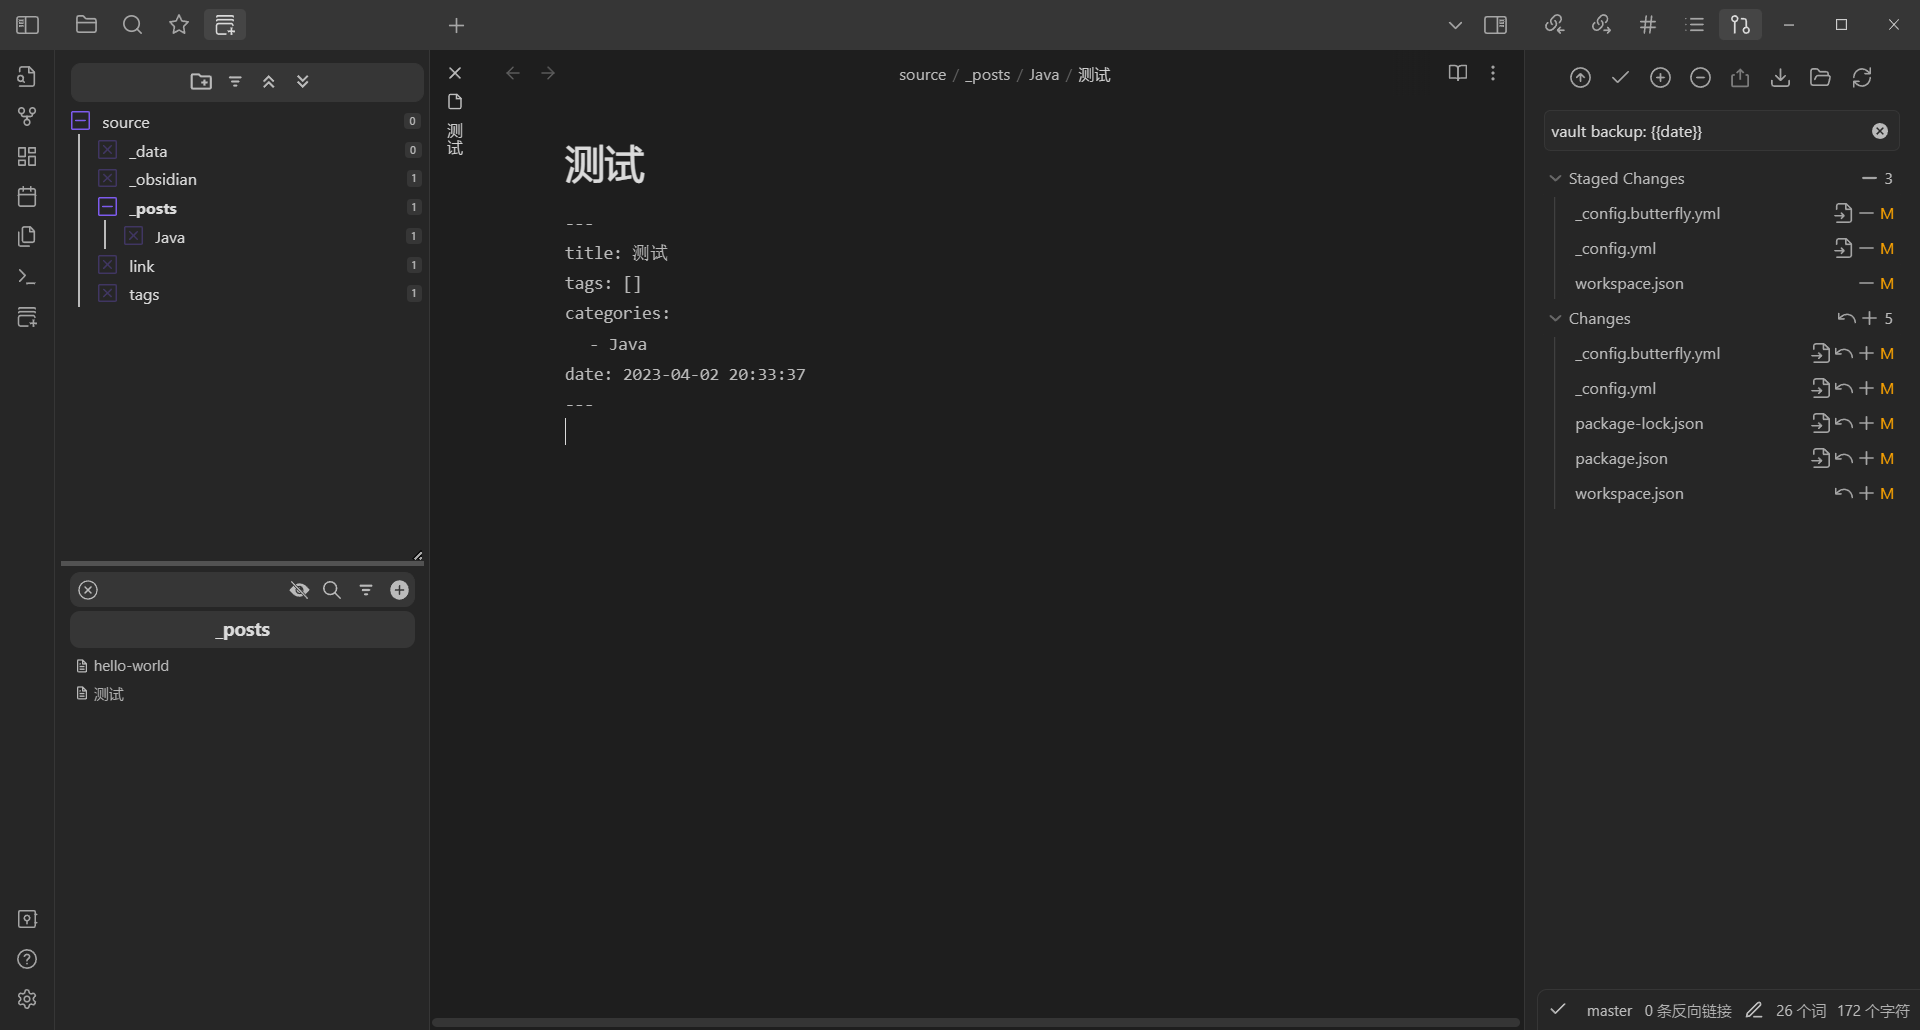 source 0
_data 0
_obsidian 1
_posts 1
Java 1
link 1
tags 1
_posts
hello-world
测试
测试
source / _posts / Java / 测试
测试
---
title: 测试
tags: []
categories:
- Java
date: 2023-04-02 20:33:37
---
vault backup: {{date}}
Staged Changes 3
_config.butterfly.yml M
_config.yml M
workspace.json M
Changes 5
_config.butterfly.yml M
_config.yml M
package-lock.json M
package.json M
workspace.json M
master 0 条反向链接 26 个词 172 个字符